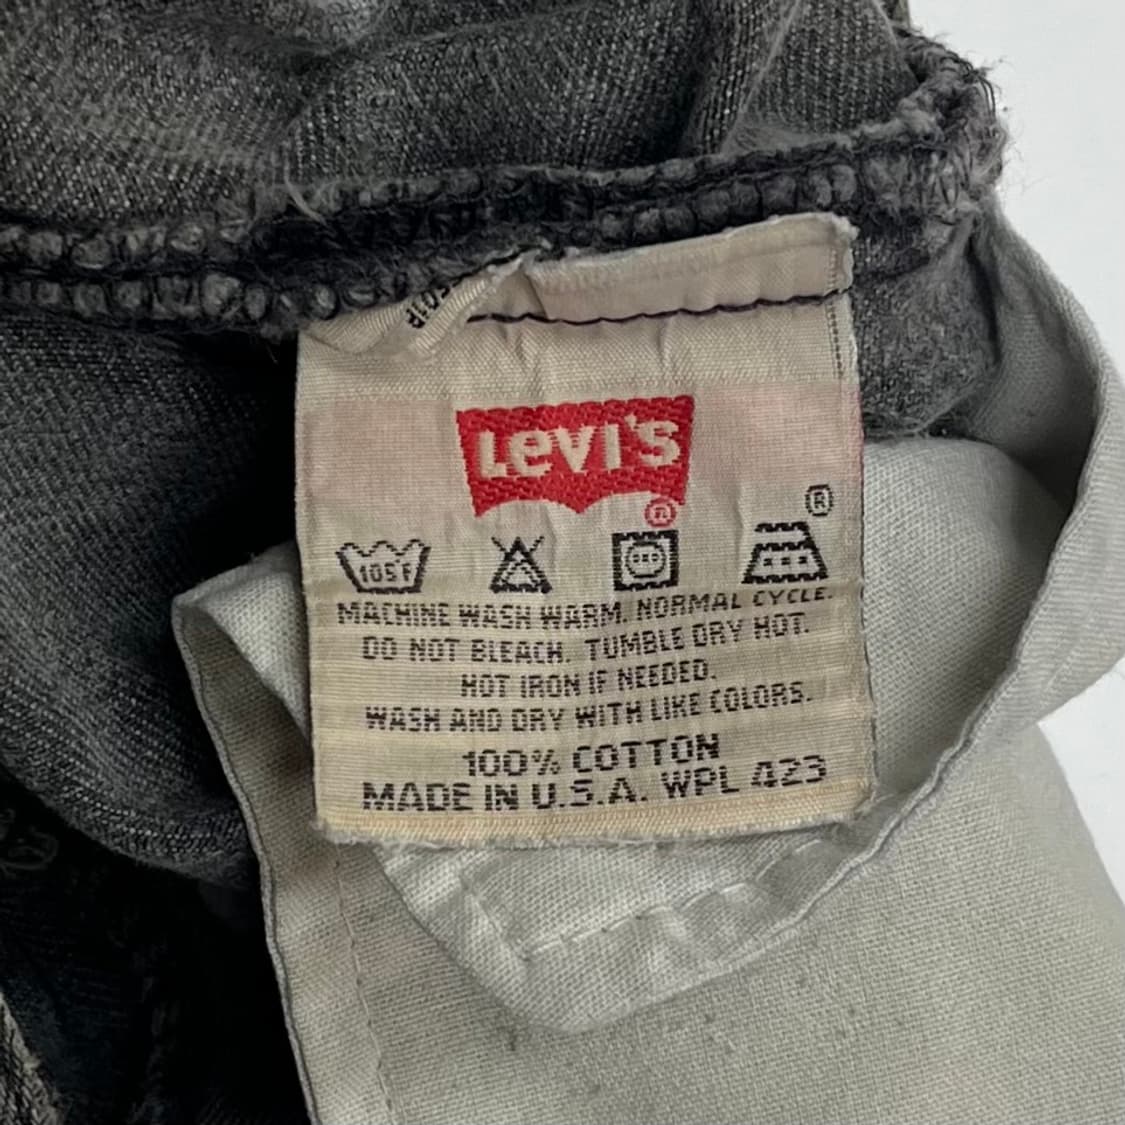 Levi's
®
®
105°F
MACHINE WASH WARM. NORMAL CYCLE.
DO NOT BLEACH. TUMBLE DRY HOT.
HOT IRON IF NEEDED.
WASH AND DRY WITH LIKE COLORS.
100% COTTON
MADE IN U.S.A. WPL 423